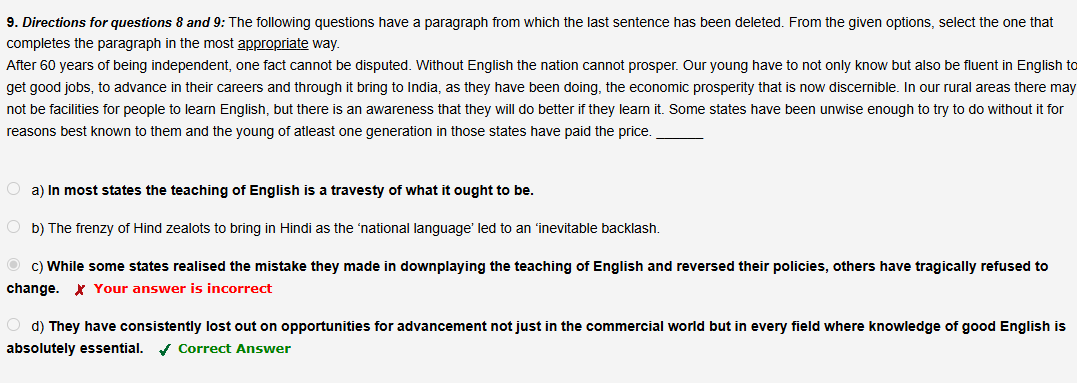 9. Directions for questions 8 and 9: The following questions have a paragraph from which the last sentence has been deleted. From the given options, select the one that
completes the paragraph in the most appropriate way.
After 60 years of being independent, one fact cannot be disputed. Without English the nation cannot prosper. Our young have to not only know but also be fluent in English to
get good jobs, to advance in their careers and through it bring to India, as they have been doing, the economic prosperity that is now discernible. In our rural areas there may
not be facilities for people to learn English, but there is an awareness that they will do better if they learn it. Some states have been unwise enough to try to do without it for
reasons best known to them and the young of atleast one generation in those states have paid the price. ______
a) In most states the teaching of English is a travesty of what it ought to be.
b) The frenzy of Hind zealots to bring in Hindi as the 'national language' led to an 'inevitable backlash.
c) While some states realised the mistake they made in downplaying the teaching of English and reversed their policies, others have tragically refused to
change. ✗ Your answer is incorrect
d) They have consistently lost out on opportunities for advancement not just in the commercial world but in every field where knowledge of good English is
absolutely essential. ✓ Correct Answer